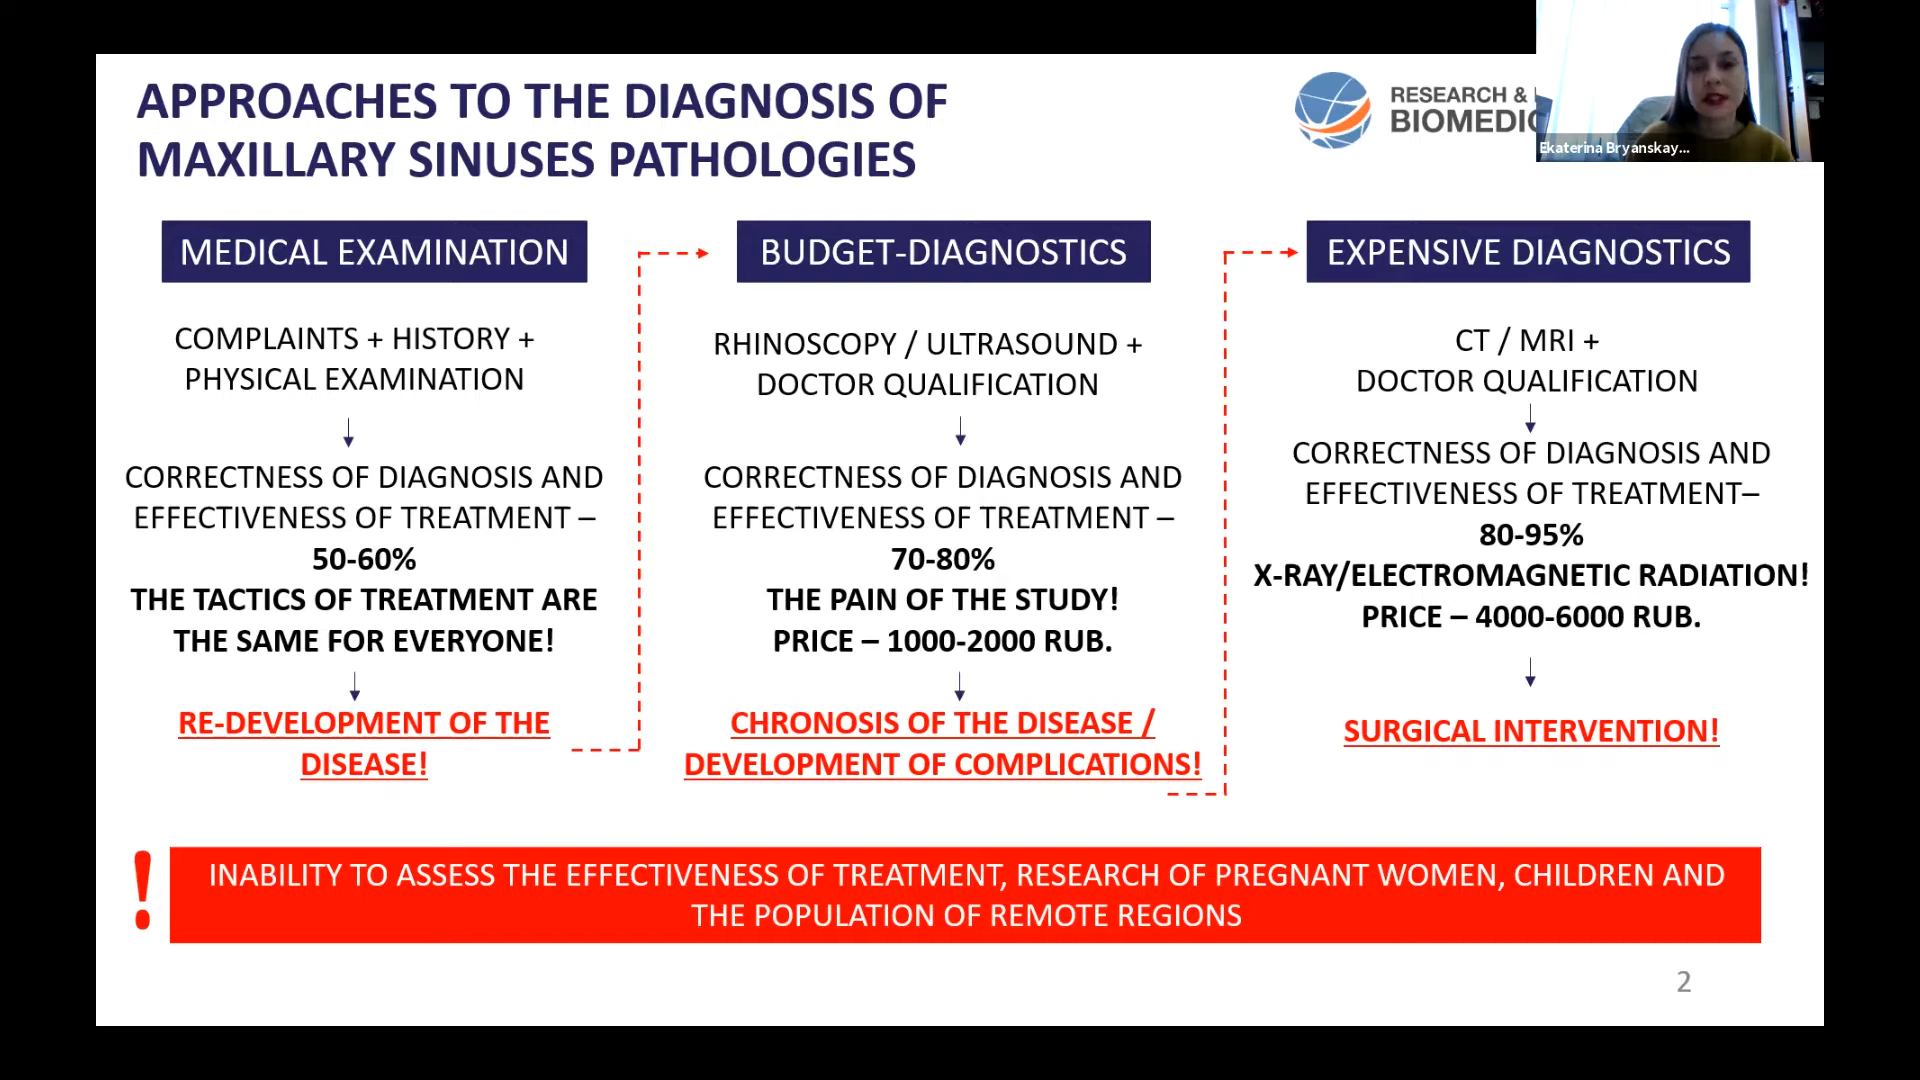 APPROACHES TO THE DIAGNOSIS OF
MAXILLARY SINUSES PATHOLOGIES
RESEARCH &
BIOMEDIC
Ekaterina Bryanskay...
MEDICAL EXAMINATION
COMPLAINTS + HISTORY +
PHYSICAL EXAMINATION
CORRECTNESS OF DIAGNOSIS AND
EFFECTIVENESS OF TREATMENT –
50-60%
THE TACTICS OF TREATMENT ARE
THE SAME FOR EVERYONE!
RE-DEVELOPMENT OF THE
DISEASE!
BUDGET-DIAGNOSTICS
RHINOSCOPY / ULTRASOUND +
DOCTOR QUALIFICATION
CORRECTNESS OF DIAGNOSIS AND
EFFECTIVENESS OF TREATMENT –
70-80%
THE PAIN OF THE STUDY!
PRICE – 1000-2000 RUB.
CHRONOSIS OF THE DISEASE /
DEVELOPMENT OF COMPLICATIONS!
EXPENSIVE DIAGNOSTICS
CT / MRI +
DOCTOR QUALIFICATION
CORRECTNESS OF DIAGNOSIS AND
EFFECTIVENESS OF TREATMENT–
80-95%
X-RAY/ELECTROMAGNETIC RADIATION!
PRICE – 4000-6000 RUB.
SURGICAL INTERVENTION!
! INABILITY TO ASSESS THE EFFECTIVENESS OF TREATMENT, RESEARCH OF PREGNANT WOMEN, CHILDREN AND
THE POPULATION OF REMOTE REGIONS
2